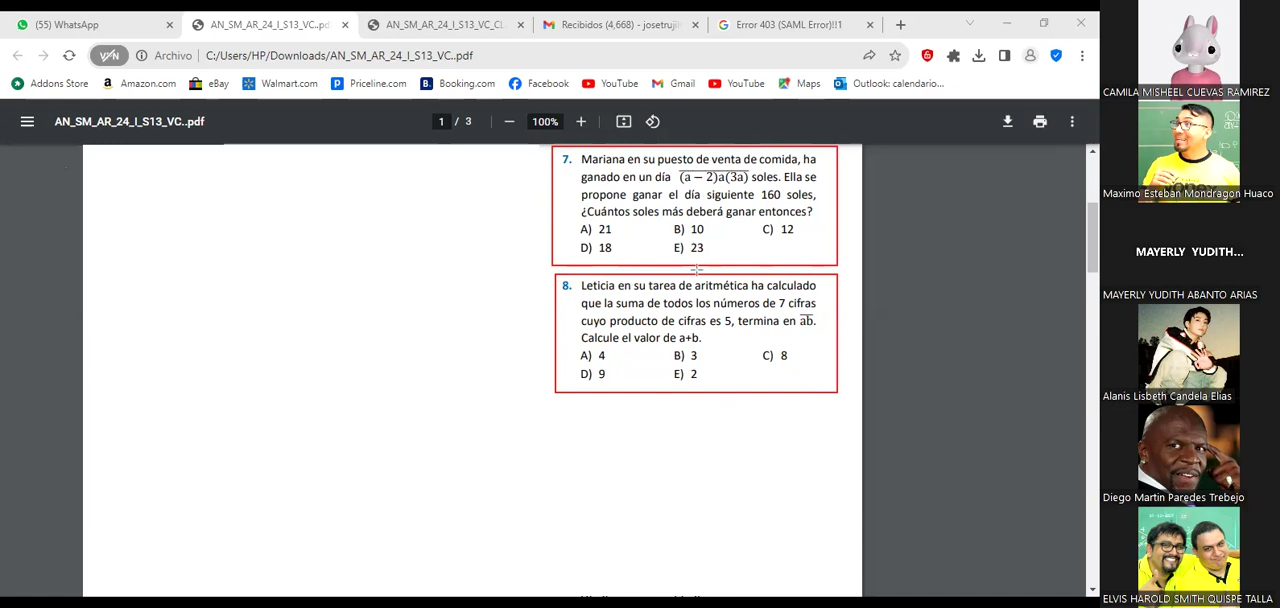 (55) WhatsApp
AN_SM_AR_24_I_S13_VC..pd
AN_SM_AR_24_I_S13_VC_CL
Recibidos (4,668) - josetrujil
Error 403 (SAML Error)!!1
VXN
Archivo
C:/Users/HP/Downloads/AN_SM_AR_24_I_S13_VC..pdf
Addons Store
Amazon.com
eBay
Walmart.com
Priceline.com
Booking.com
Facebook
YouTube
Gmail
YouTube
Maps
Outlook: calendario...
AN_SM_AR_24_I_S13_VC..pdf
1 / 3
100%
7. Mariana en su puesto de venta de comida, ha
ganado en un día (a − 2)a(3a) soles. Ella se
propone ganar el día siguiente 160 soles,
¿Cuántos soles más deberá ganar entonces?
A) 21 B) 10 C) 12
D) 18 E) 23
8. Leticia en su tarea de aritmética ha calculado
que la suma de todos los números de 7 cifras
cuyo producto de cifras es 5, termina en ab.
Calcule el valor de a+b.
A) 4 B) 3 C) 8
D) 9 E) 2
CAMILA MISHEEL CUEVAS RAMIREZ
Maximo Esteban Mondragon Huaco
MAYERLY YUDITH...
MAYERLY YUDITH ABANTO ARIAS
Alanis Lisbeth Candela Elias
Diego Martin Paredes Trebejo
ELVIS HAROLD SMITH QUISPE TALLA